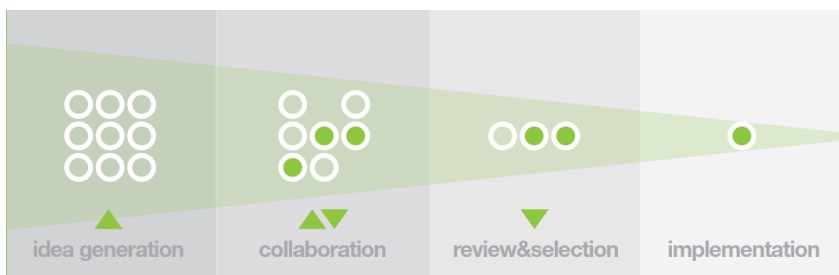 idea generation
collaboration
review&selection
implementation